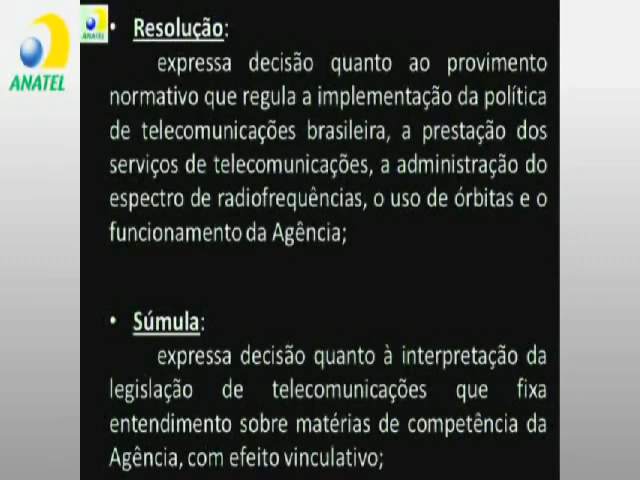 ANATEL
ANATEL
• Resolução:
expressa decisão quanto ao provimento
normativo que regula a implementação da política
de telecomunicações brasileira, a prestação dos
serviços de telecomunicações, a administração do
espectro de radiofrequências, o uso de órbitas e o
funcionamento da Agência;
• Súmula:
expressa decisão quanto à interpretação da
legislação de telecomunicações que fixa
entendimento sobre matérias de competência da
Agência, com efeito vinculativo;